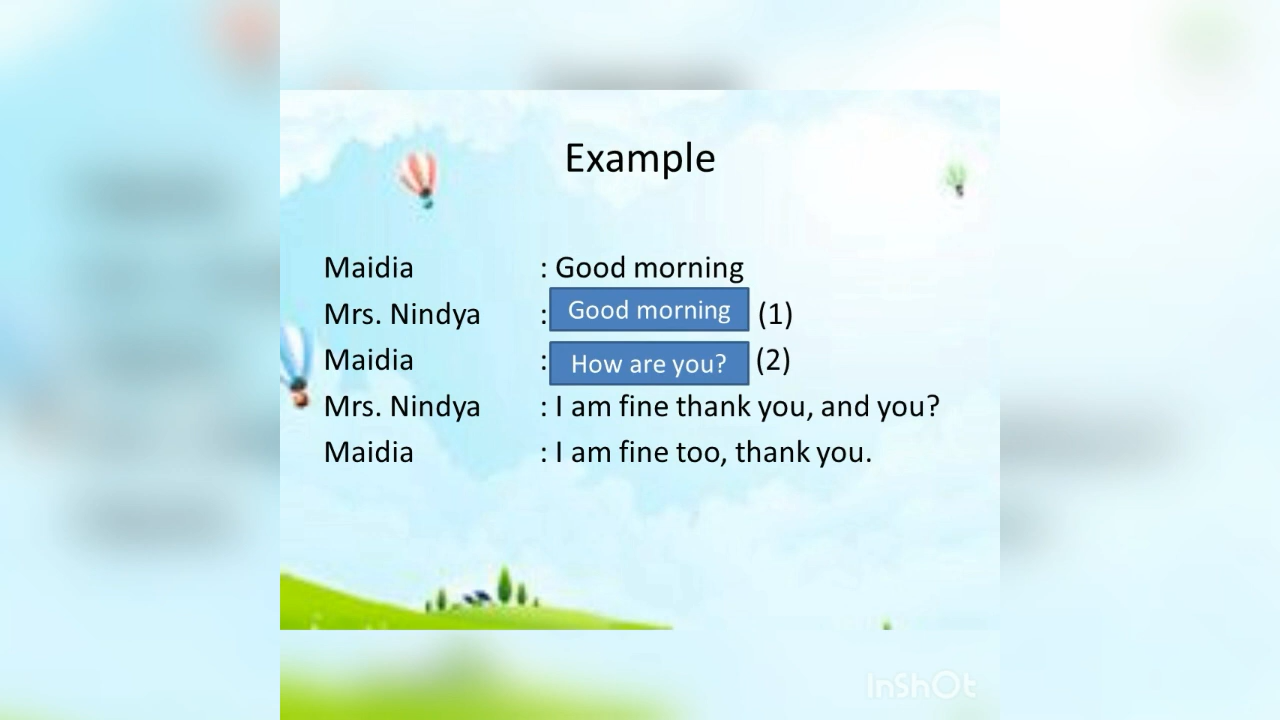 Example
Maidia : Good morning
Mrs. Nindya : Good morning (1)
Maidia : How are you? (2)
Mrs. Nindya : I am fine thank you, and you?
Maidia : I am fine too, thank you.
InShOt